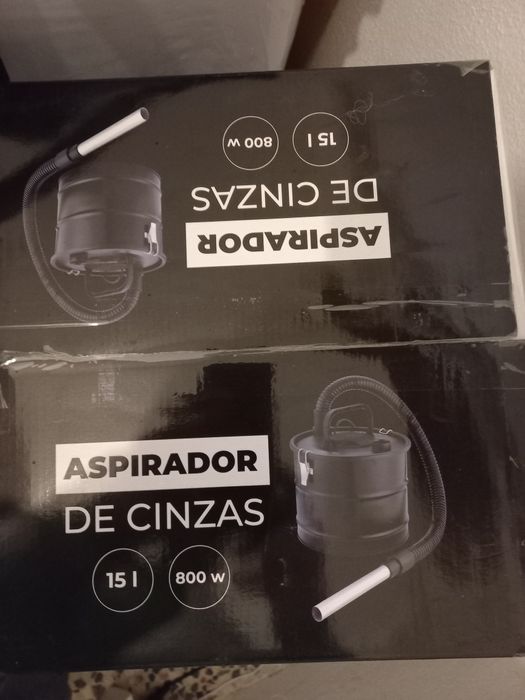 ASPIRADOR
DE CINZAS
15 l
800 w
ASPIRADOR
DE CINZAS
15 l
800 w